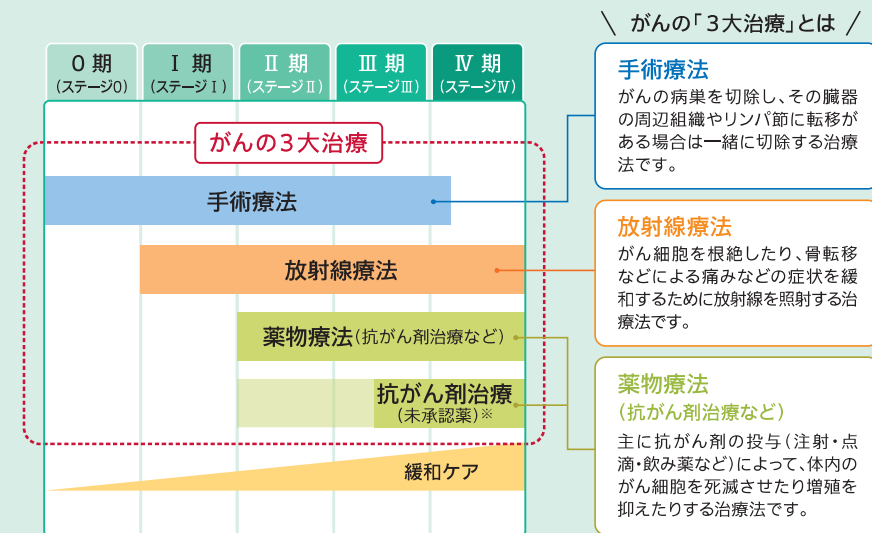 0 期
(ステージ0)
Ⅰ 期
(ステージⅠ)
Ⅱ 期
(ステージⅡ)
Ⅲ 期
(ステージⅢ)
Ⅳ 期
(ステージⅣ)
がんの3大治療
手術療法
放射線療法
薬物療法(抗がん剤治療など)
抗がん剤治療
(未承認薬)※
緩和ケア
＼ がんの「3大治療」とは ／
手術療法
がんの病巣を切除し、その臓器
の周辺組織やリンパ節に転移が
ある場合は一緒に切除する治療
法です。
放射線療法
がん細胞を根絶したり、骨転移
などによる痛みなどの症状を緩
和するために放射線を照射する治
療法です。
薬物療法
(抗がん剤治療など)
主に抗がん剤の投与(注射・点
滴・飲み薬など)によって、体内の
がん細胞を死滅させたり増殖を
抑えたりする治療法です。